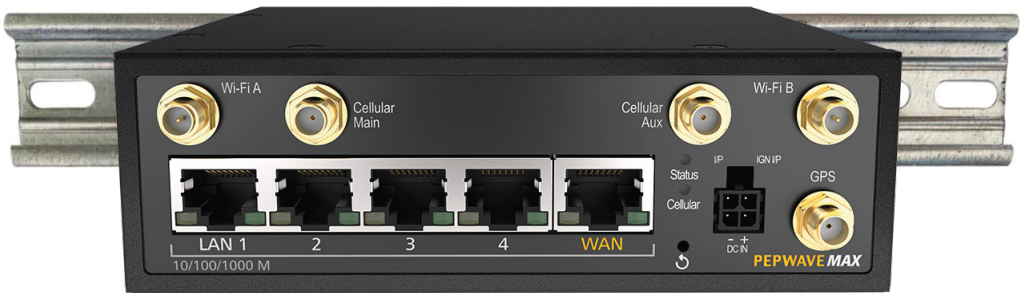 Wi-Fi A
Cellular
Main
Cellular
Aux
Wi-Fi B
Status
Cellular
I/P
IGN I/P
GPS
LAN 1
2
3
4
WAN
10/100/1000 M
- +
DC IN
PEPWAVE MAX